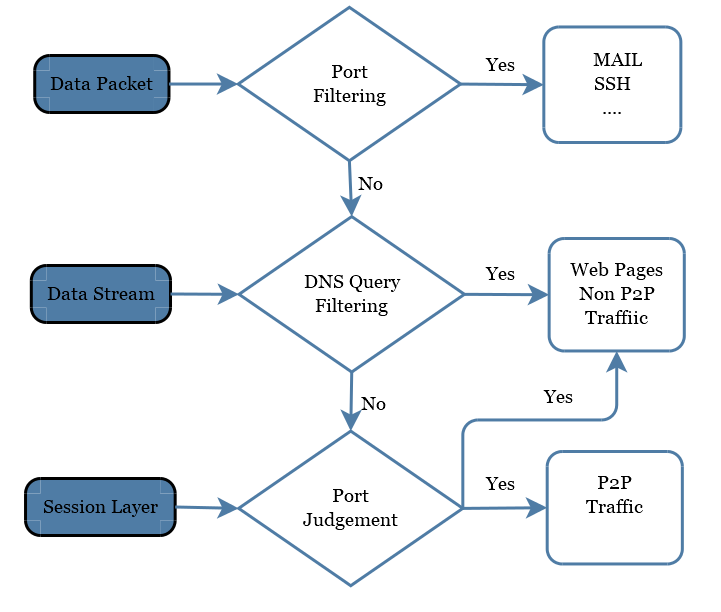 Data Packet
Port
Filtering
Yes
MAIL
SSH
....
No
Data Stream
DNS Query
Filtering
Yes
Web Pages
Non P2P
Traffiic
No
Yes
Session Layer
Port
Judgement
Yes
P2P
Traffic